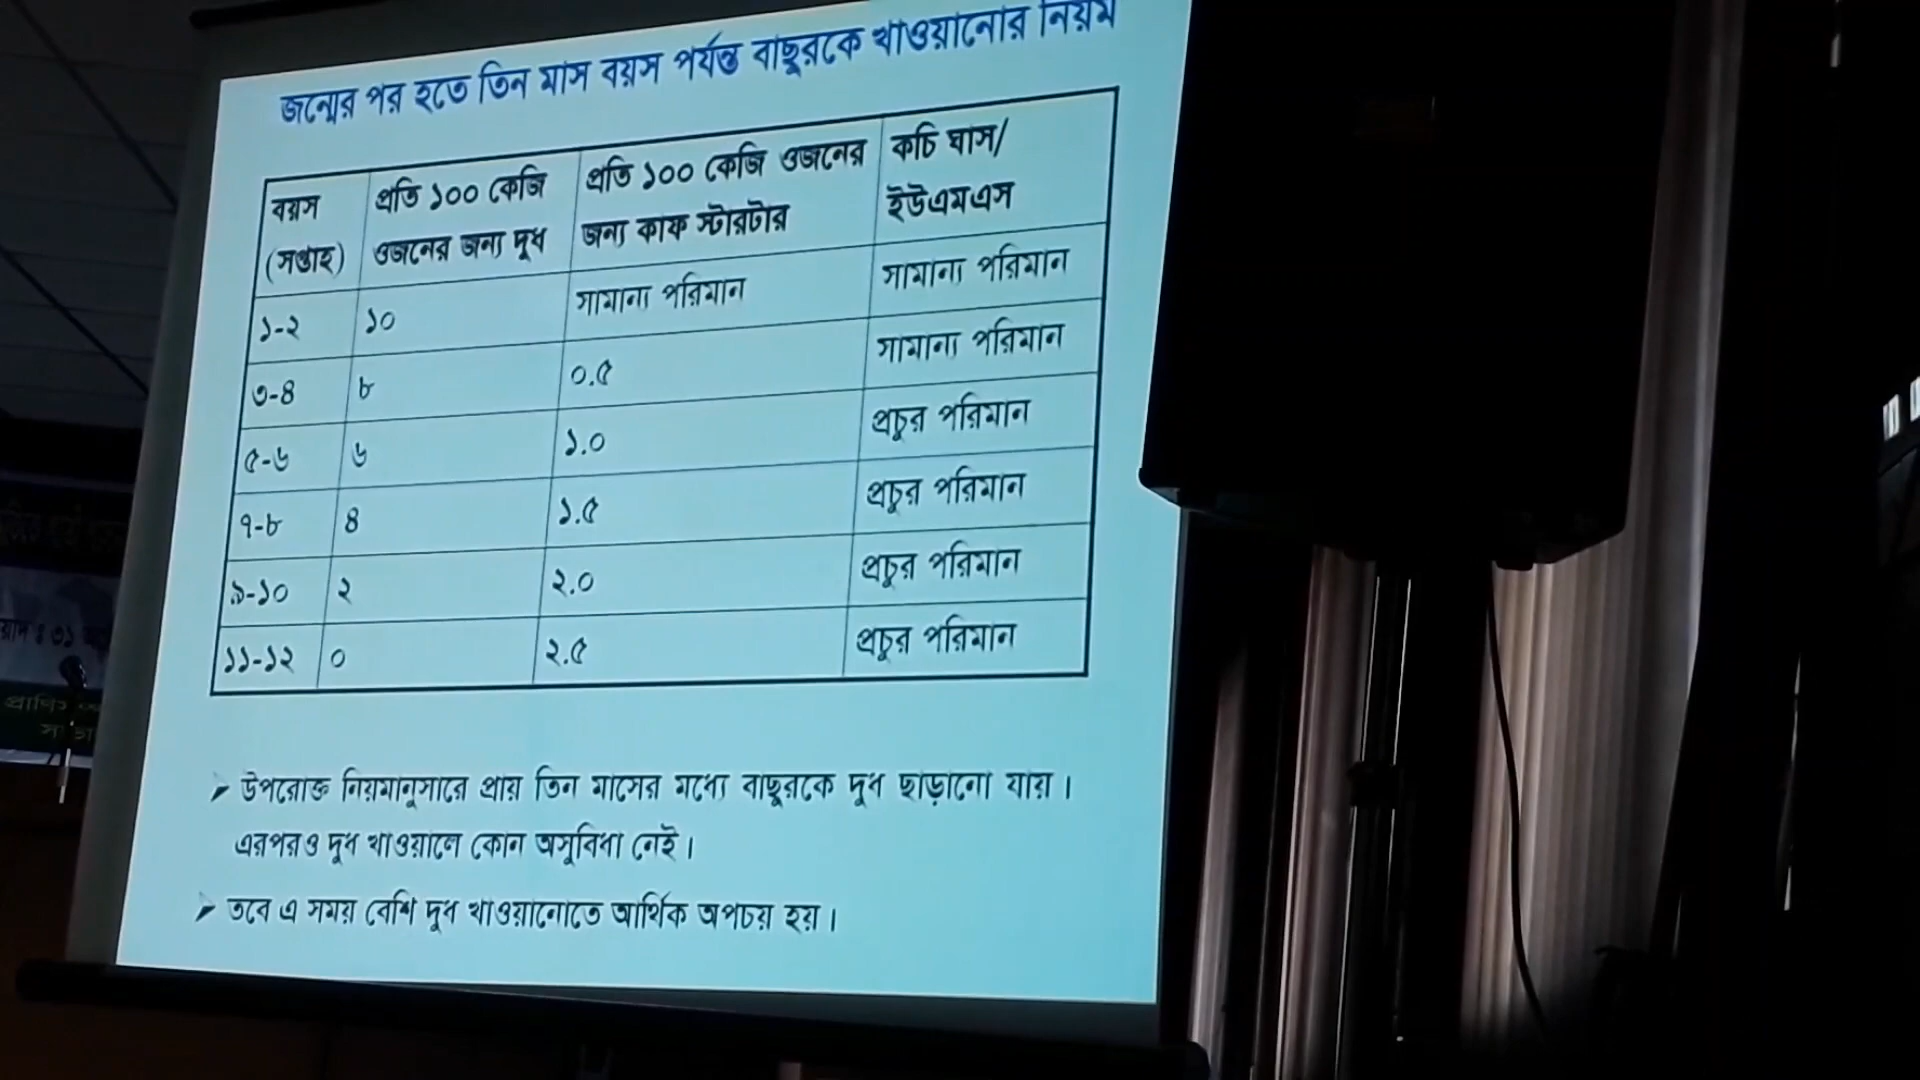 জন্মের পর হতে তিন মাস বয়স পর্যন্ত বাছুরকে খাওয়ানোর নিয়ম
বয়স (সপ্তাহ) প্রতি ১০০ কেজি ওজনের জন্য দুধ প্রতি ১০০ কেজি ওজনের জন্য কাফ স্টারটার কচি ঘাস/ ইউএমএস
১-২ ১০ সামান্য পরিমান সামান্য পরিমান
৩-৪ ৮ ০.৫ সামান্য পরিমান
৫-৬ ৬ ১.০ প্রচুর পরিমান
৭-৮ ৪ ১.৫ প্রচুর পরিমান
৯-১০ ২ ২.০ প্রচুর পরিমান
১১-১২ ০ ২.৫ প্রচুর পরিমান
➢ উপরোক্ত নিয়মানুসারে প্রায় তিন মাসের মধ্যে বাছুরকে দুধ ছাড়ানো যায়।
এরপরও দুধ খাওয়ালে কোন অসুবিধা নেই।
➢ তবে এ সময় বেশি দুধ খাওয়ানোতে আর্থিক অপচয় হয়।